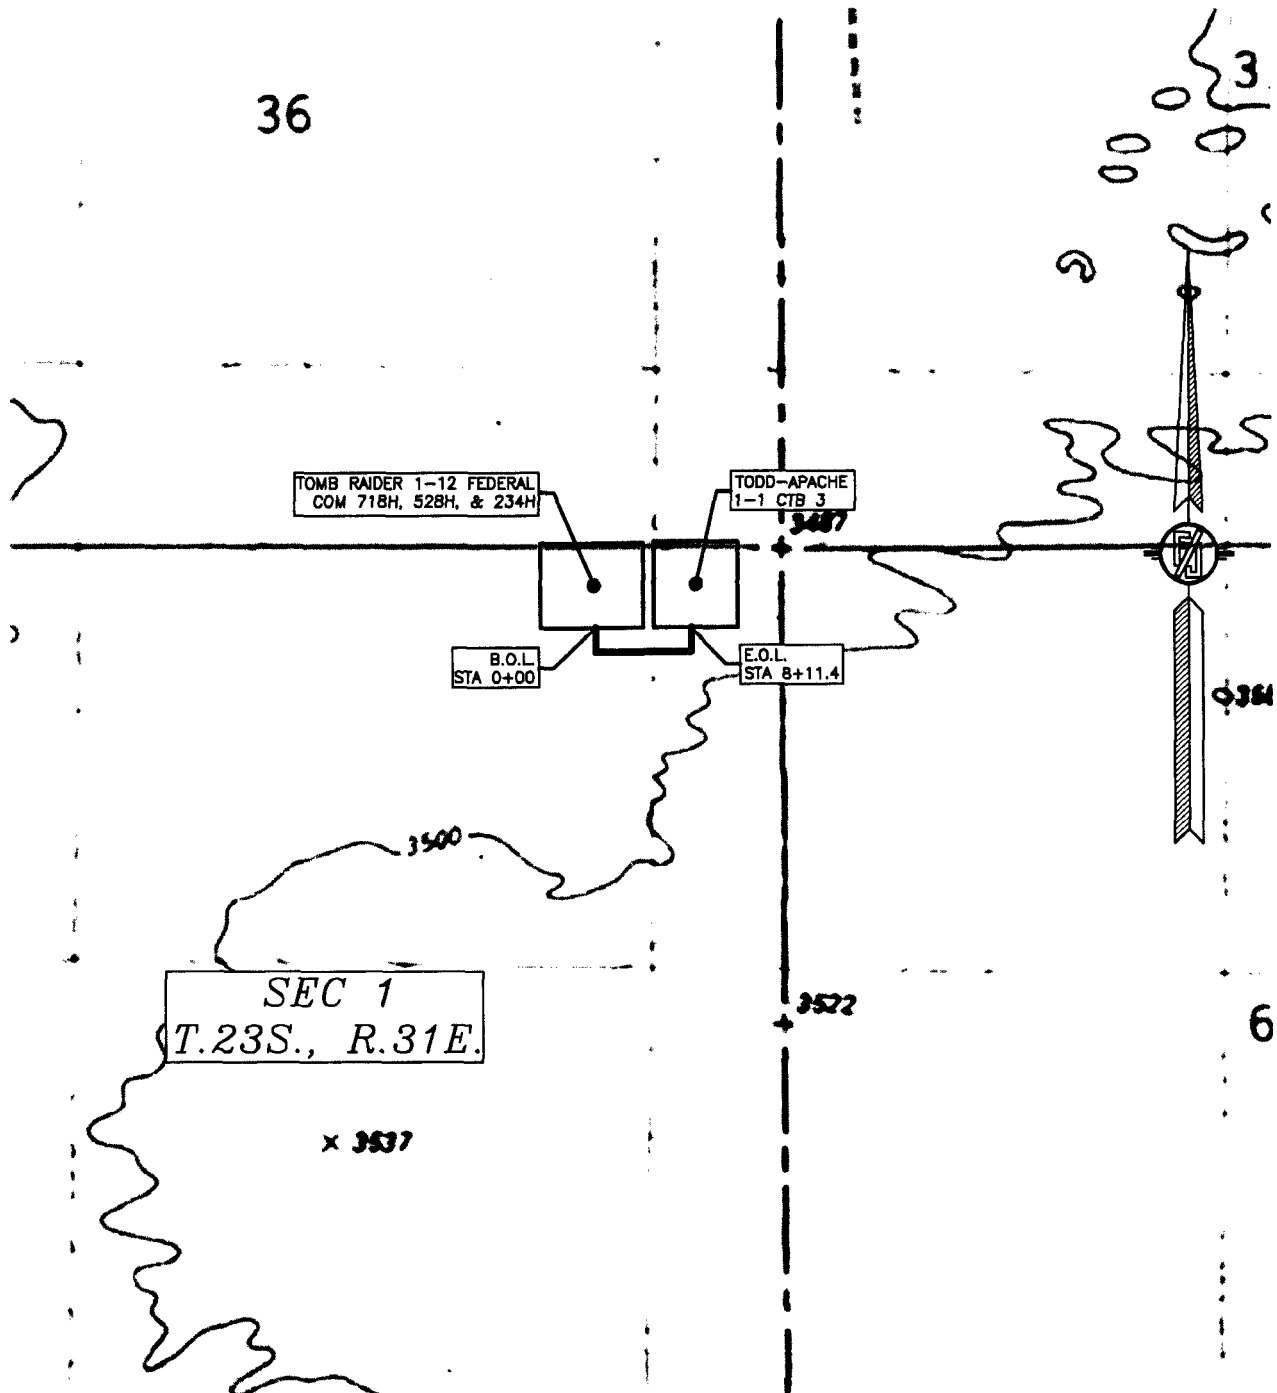 36
3
TOMB RAIDER 1-12 FEDERAL
COM 718H, 528H, & 234H
TODD-APACHE
1-1 CTB 3
3487
B.O.L.
STA 0+00
E.O.L.
STA 8+11.4
3500
SEC 1
T.23S., R.31E.
3522
6
x 3537